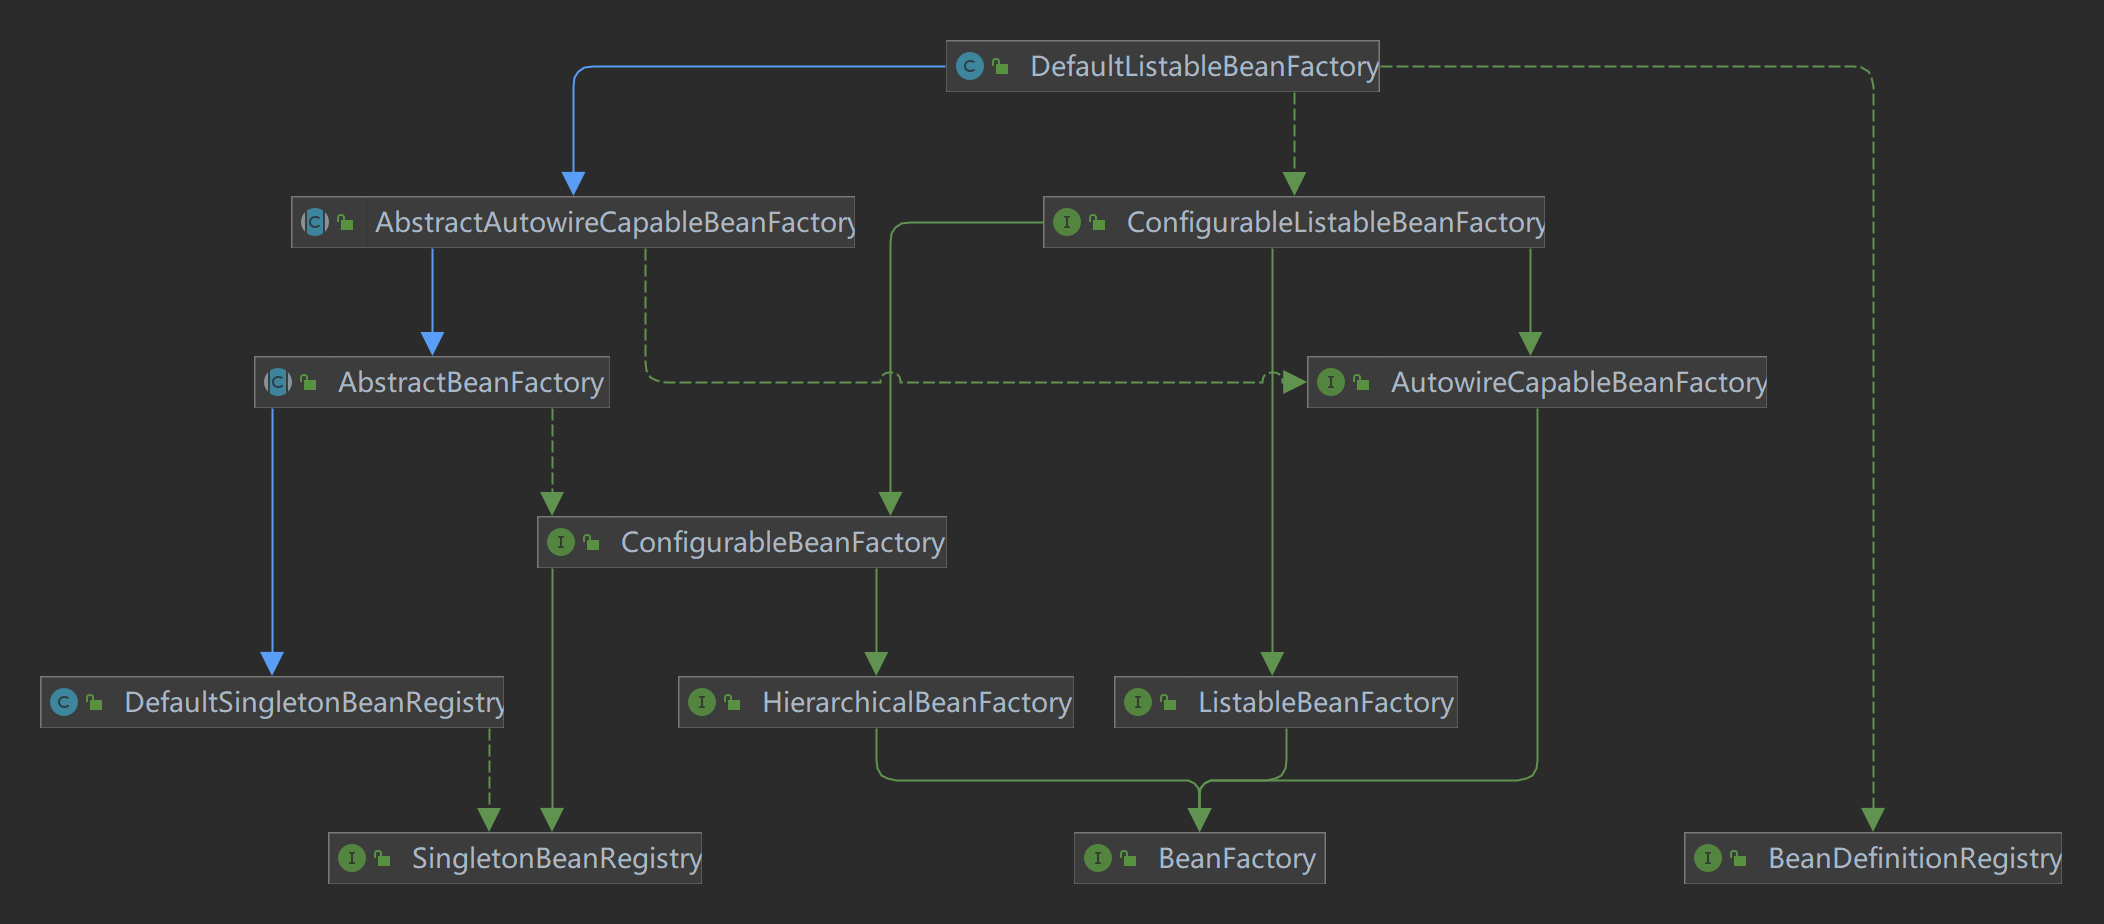 DefaultListableBeanFactory
AbstractAutowireCapableBeanFactory
ConfigurableListableBeanFactory
AbstractBeanFactory
AutowireCapableBeanFactory
ConfigurableBeanFactory
DefaultSingletonBeanRegistry
HierarchicalBeanFactory
ListableBeanFactory
SingletonBeanRegistry
BeanFactory
BeanDefinitionRegistry